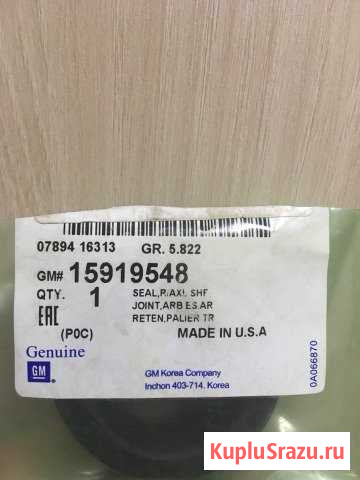 07894 16313 GR. 5.822
GM# 15919548
QTY. 1 SEAL,R/AXL SHF
JOINT,ARB ES AR
EAC RETEN,PALIER TR
(POC) MADE IN U.S.A
Genuine
GM
GM Korea Company
Inchon 403-714, Korea
0A066870
KupluSrazu.ru